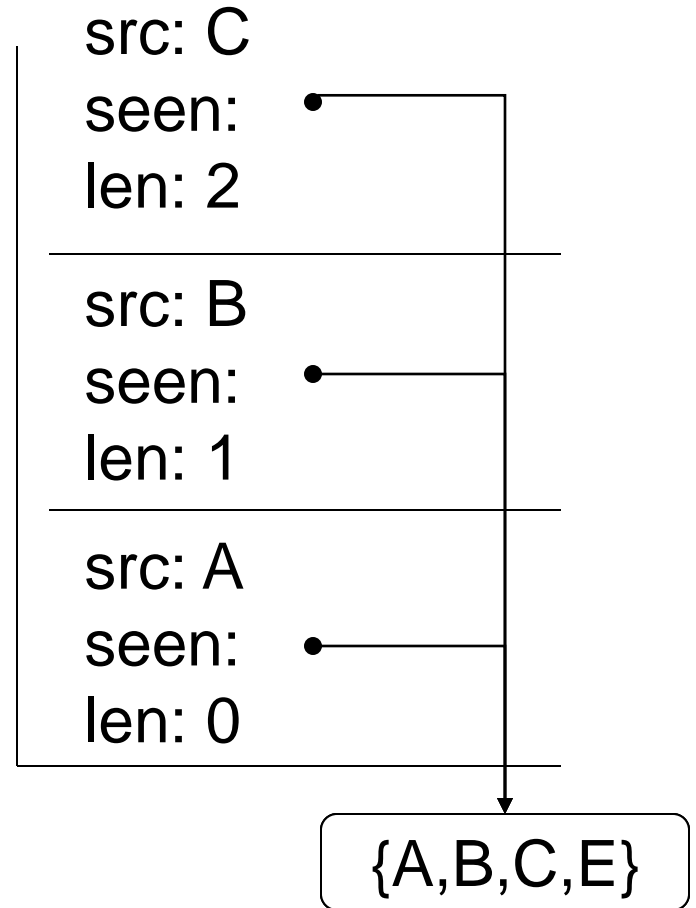 src: C
seen:
len: 2
src: B
seen:
len: 1
src: A
seen:
len: 0
{A,B,C,E}